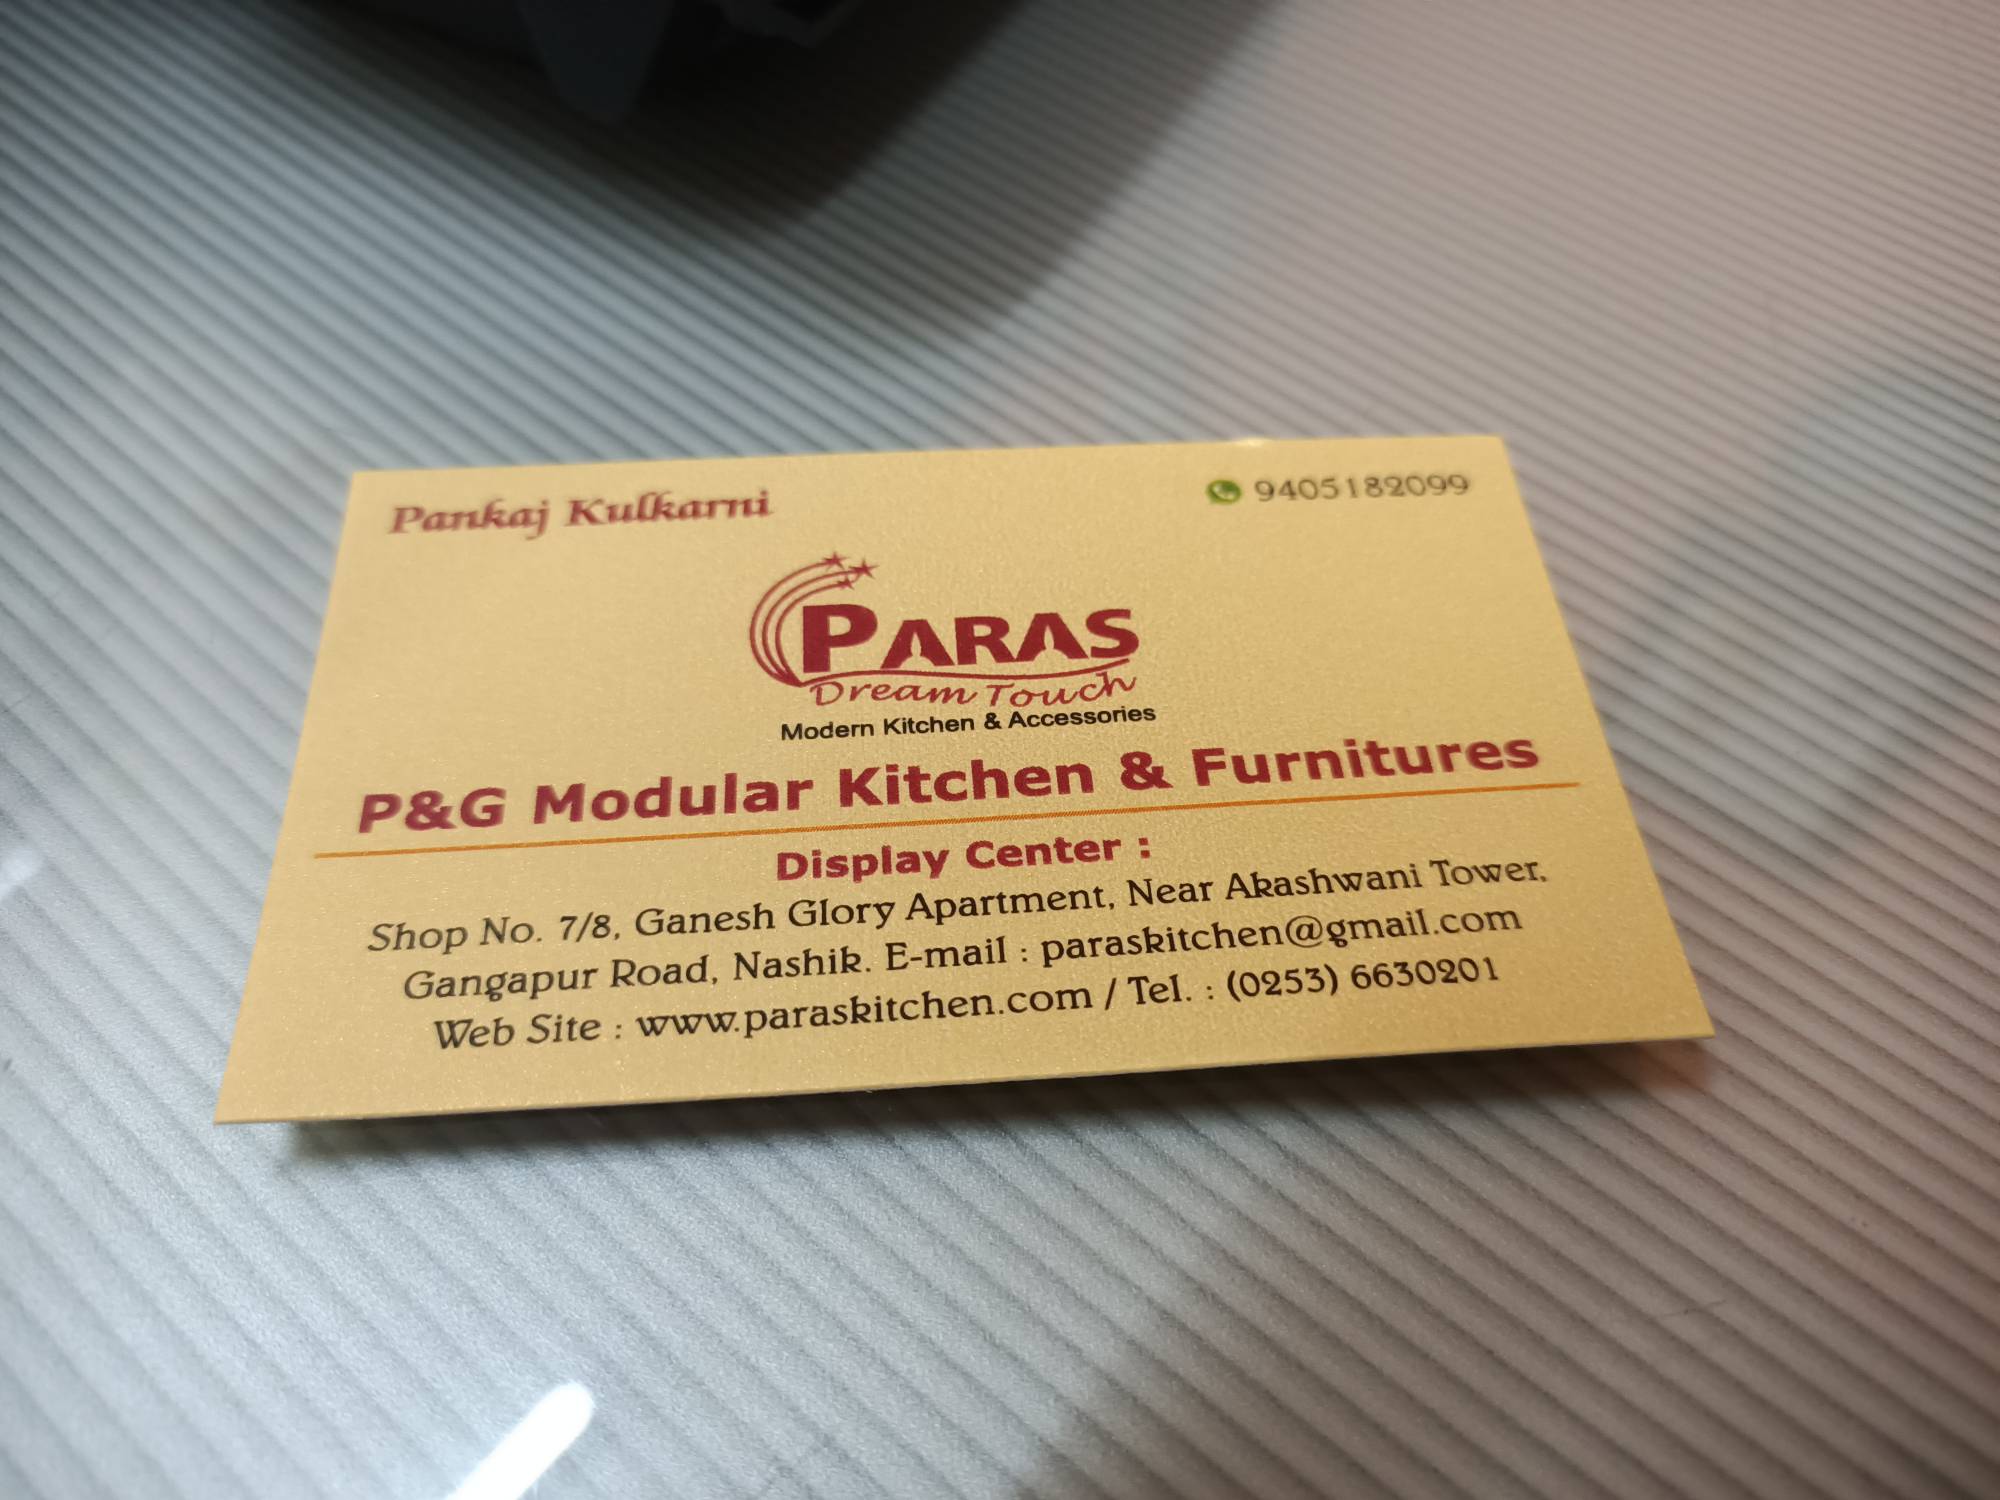 Pankaj Kulkarni
9405182099
PARAS
Dream Touch
Modern Kitchen & Accessories
P&G Modular Kitchen & Furnitures
Display Center :
Shop No. 7/8, Ganesh Glory Apartment, Near Akashwani Tower,
Gangapur Road, Nashik. E-mail : paraskitchen@gmail.com
Web Site : www.paraskitchen.com / Tel. : (0253) 6630201